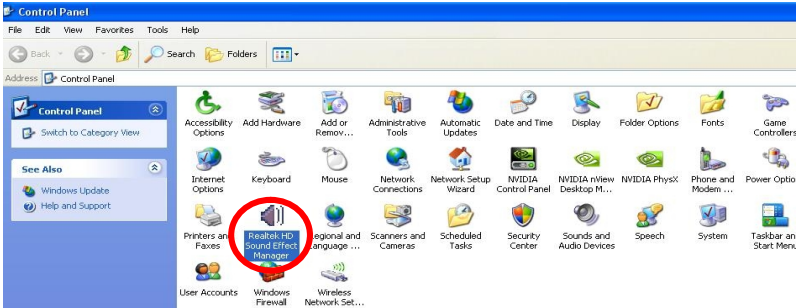 Control Panel
File Edit View Favorites Tools Help
Back Search Folders
Address Control Panel
Control Panel
Switch to Category View
See Also
Windows Update
Help and Support
Accessibility Options
Add Hardware
Add or Remov...
Administrative Tools
Automatic Updates
Date and Time
Display
Folder Options
Fonts
Game Controllers
Internet Options
Keyboard
Mouse
Network Connections
Network Setup Wizard
NVIDIA Control Panel
NVIDIA nView Desktop M...
NVIDIA PhysX
Phone and Modem ...
Power Optio
Printers and Faxes
Realtek HD Sound Effect Manager
Regional and Language ...
Scanners and Cameras
Scheduled Tasks
Security Center
Sounds and Audio Devices
Speech
System
Taskbar an Start Menu
User Accounts
Windows Firewall
Wireless Network Set...